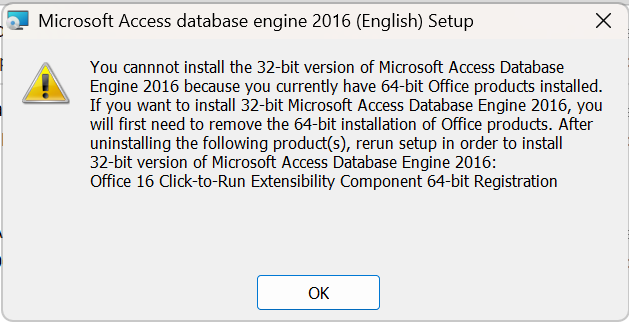 Microsoft Access database engine 2016 (English) Setup
You cannnot install the 32-bit version of Microsoft Access Database
Engine 2016 because you currently have 64-bit Office products installed.
If you want to install 32-bit Microsoft Access Database Engine 2016, you
will first need to remove the 64-bit installation of Office products. After
uninstalling the following product(s), rerun setup in order to install
32-bit version of Microsoft Access Database Engine 2016:
Office 16 Click-to-Run Extensibility Component 64-bit Registration
OK